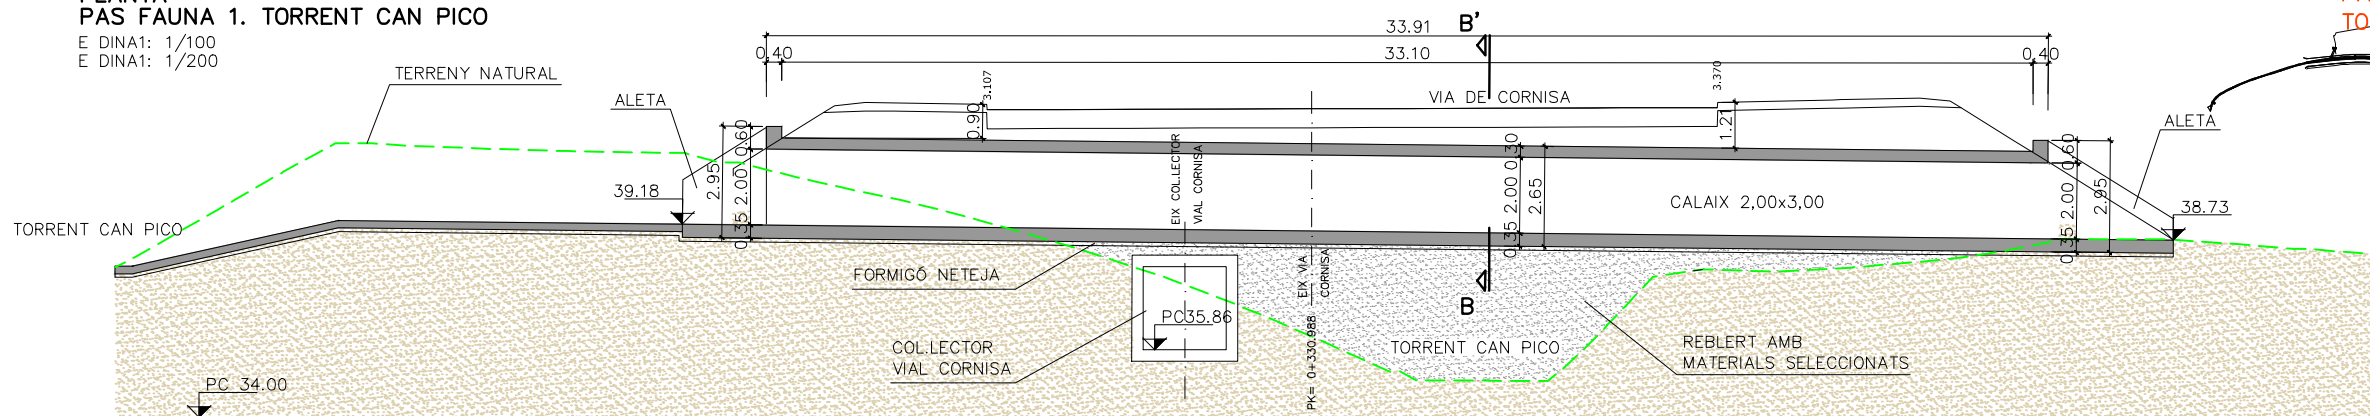 PAS FAUNA 1. TORRENT CAN PICO
E DINA1: 1/100
E DINA1: 1/200
TO
33.91
B'
0.40
33.10
0.40
TERRENY NATURAL
ALETA
3.107
3.370
VIA DE CORNISA
0.90
1.21
ALETA
0.60
2.00
0.35
2.95
39.18
EIX COL.LECTOR
VIAL CORNISA
0.30
2.00
0.35
2.65
CALAIX 2,00x3,00
0.60
2.00
0.35
2.95
38.73
TORRENT CAN PICO
FORMIGÓ NETEJA
EIX VIA
CORNISA
B
PC35.86
PK= 0+330.988
COL.LECTOR
VIAL CORNISA
TORRENT CAN PICO
REBLERT AMB
MATERIALS SELECCIONATS
PC 34.00